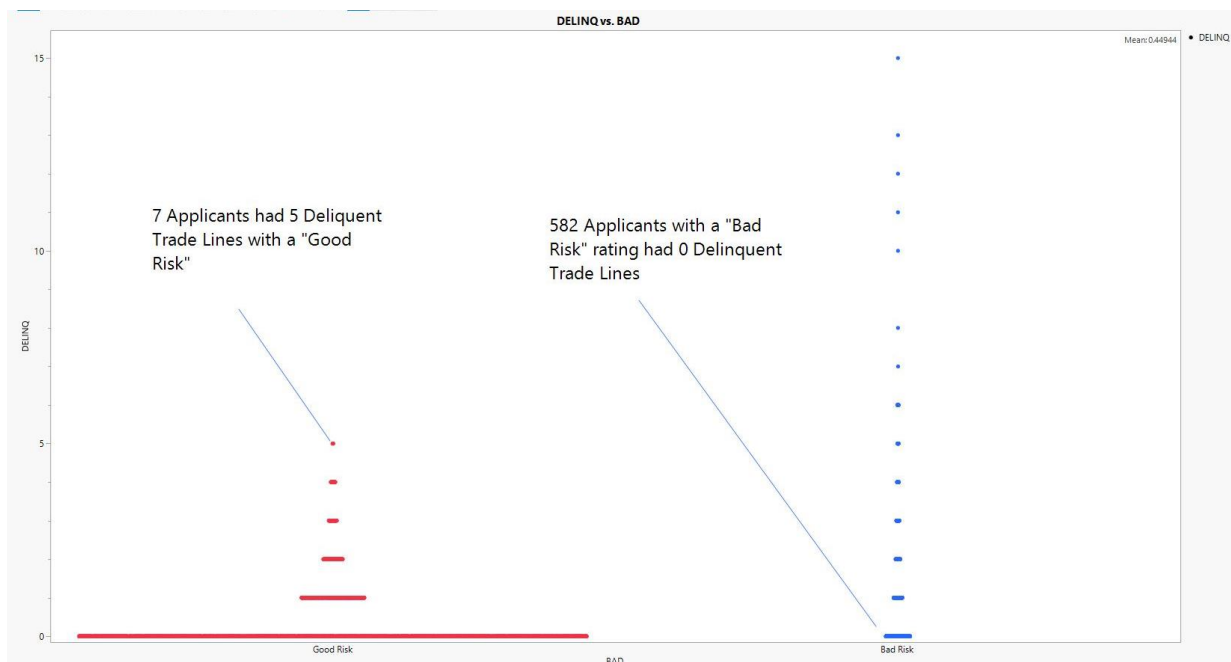 DELINQ vs. BAD
Mean: 0.44944
DELINQ
15
7 Applicants had 5 Deliquent
Trade Lines with a "Good
Risk"
582 Applicants with a "Bad
Risk" rating had 0 Delinquent
Trade Lines
10
DELINQ
5
0
Good Risk
Bad Risk
BAD